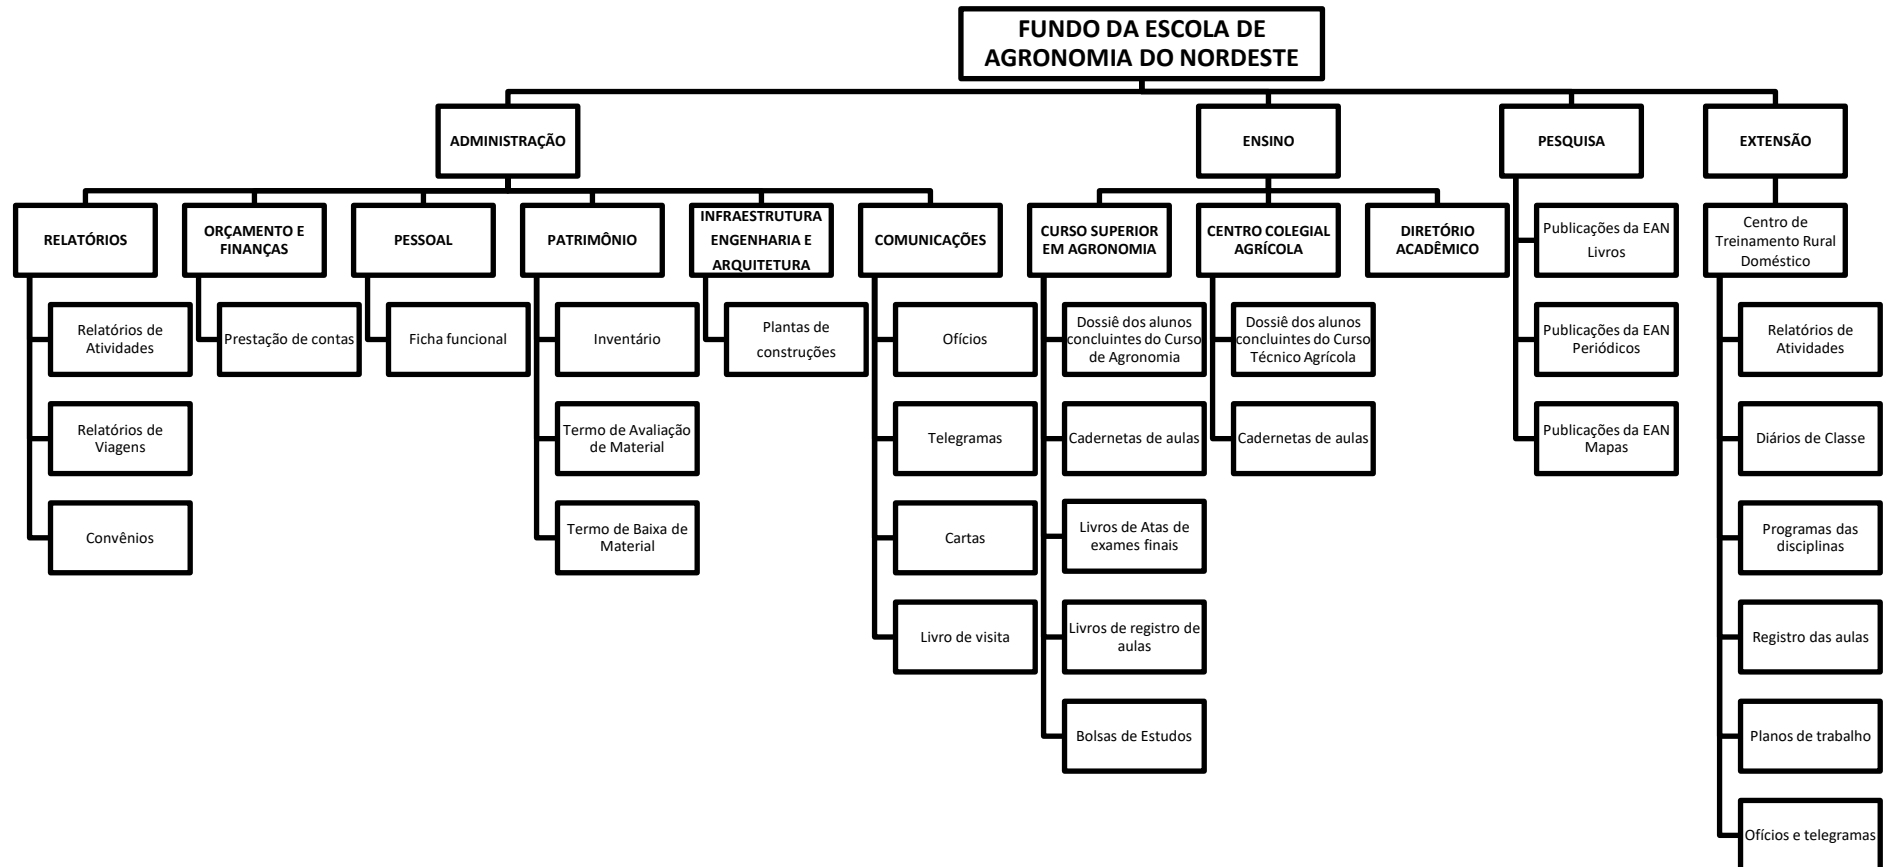 FUNDO DA ESCOLA DE
AGRONOMIA DO NORDESTE
ADMINISTRAÇÃO
ENSINO
PESQUISA
EXTENSÃO
RELATÓRIOS
ORÇAMENTO E
FINANÇAS
PESSOAL
PATRIMÔNIO
INFRAESTRUTURA
ENGENHARIA E
ARQUITETURA
COMUNICAÇÕES
CURSO SUPERIOR
EM AGRONOMIA
CENTRO COLEGIAL
AGRÍCOLA
DIRETÓRIO
ACADÊMICO
Publicações da EAN
Livros
Centro de
Treinamento Rural
Doméstico
Relatórios de
Atividades
Prestação de contas
Ficha funcional
Inventário
Plantas de
construções
Ofícios
Dossiê dos alunos
concluintes do Curso
de Agronomia
Dossiê dos alunos
concluintes do Curso
Técnico Agrícola
Publicações da EAN
Periódicos
Relatórios de
Atividades
Relatórios de
Viagens
Termo de Avaliação
de Material
Telegramas
Cadernetas de aulas
Cadernetas de aulas
Publicações da EAN
Mapas
Diários de Classe
Convênios
Termo de Baixa de
Material
Cartas
Livros de Atas de
exames finais
Programas das
disciplinas
Livro de visita
Livros de registro de
aulas
Registro das aulas
Bolsas de Estudos
Planos de trabalho
Ofícios e telegramas